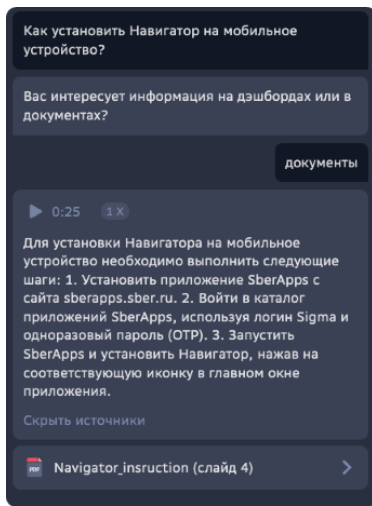 Как установить Навигатор на мобильное
устройство?
Вас интересует информация на дэшбордах или в
документах?
документы
0:25 1 X
Для установки Навигатора на мобильное
устройство необходимо выполнить следующие
шаги: 1. Установить приложение SberApps с
сайта sberapps.sber.ru. 2. Войти в каталог
приложений SberApps, используя логин Sigma и
одноразовый пароль (OTP). 3. Запустить
SberApps и установить Навигатор, нажав на
соответствующую иконку в главном окне
приложения.
Скрыть источники
PDF Navigator_insruction (слайд 4)